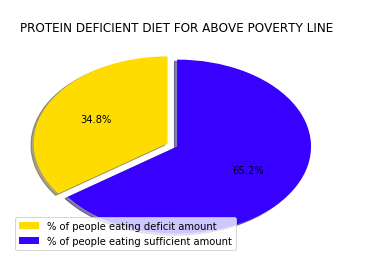 PROTEIN DEFICIENT DIET FOR ABOVE POVERTY LINE
34.8%
65.2%
% of people eating deficit amount
% of people eating sufficient amount